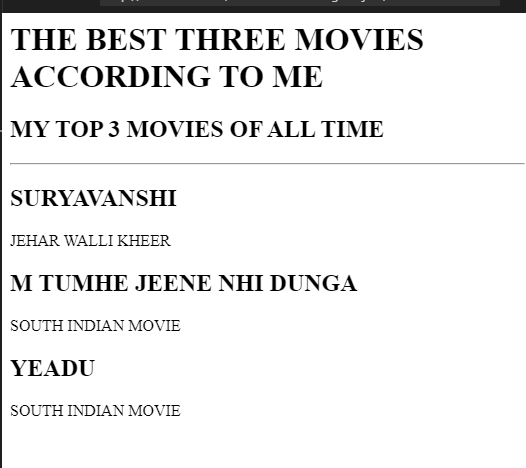 THE BEST THREE MOVIES
ACCORDING TO ME
MY TOP 3 MOVIES OF ALL TIME
SURYAVANSHI
JEHAR WALLI KHEER
M TUMHE JEENE NHI DUNGA
SOUTH INDIAN MOVIE
YEADU
SOUTH INDIAN MOVIE